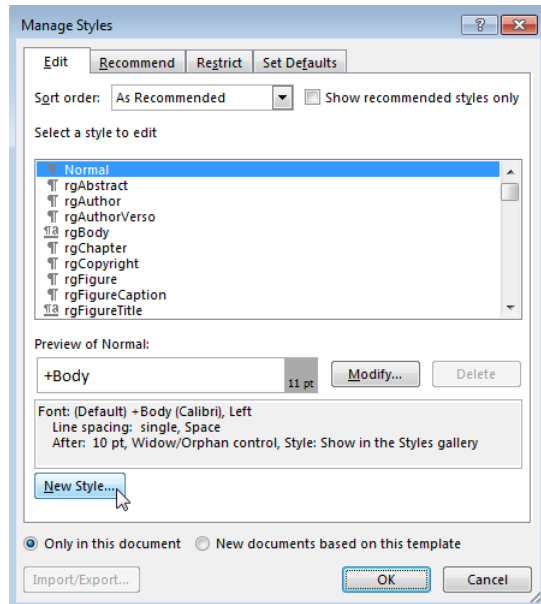 Manage Styles
Edit Recommend Restrict Set Defaults
Sort order: As Recommended Show recommended styles only
Select a style to edit
¶ Normal
¶ rgAbstract
¶ rgAuthor
¶ rgAuthorVerso
¶a rgBody
¶ rgChapter
¶ rgCopyright
¶ rgFigure
¶ rgFigureCaption
¶a rgFigureTitle
Preview of Normal:
+Body 11 pt Modify... Delete
Font: (Default) +Body (Calibri), Left
Line spacing: single, Space
After: 10 pt, Widow/Orphan control, Style: Show in the Styles gallery
New Style...
Only in this document New documents based on this template
Import/Export... OK Cancel